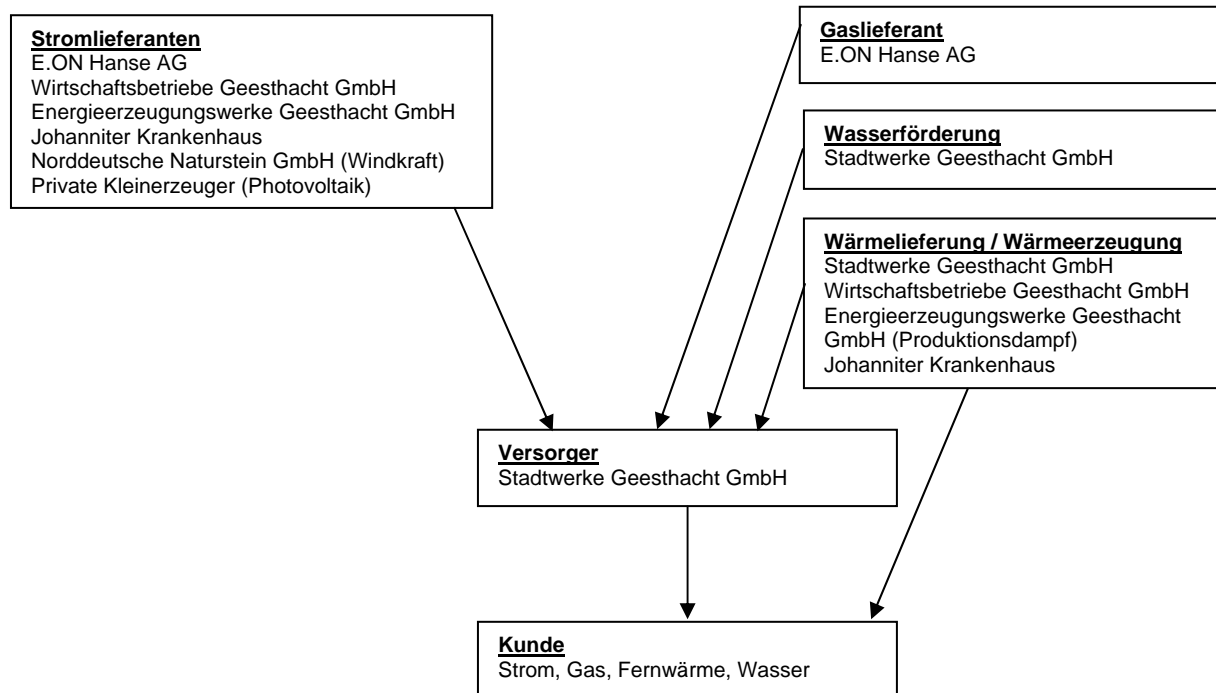 Stromlieferanten
E.ON Hanse AG
Wirtschaftsbetriebe Geesthacht GmbH
Energieerzeugungswerke Geesthacht GmbH
Johanniter Krankenhaus
Norddeutsche Naturstein GmbH (Windkraft)
Private Kleinerzeuger (Photovoltaik)
Gaslieferant
E.ON Hanse AG
Wasserförderung
Stadtwerke Geesthacht GmbH
Wärmelieferung / Wärmeerzeugung
Stadtwerke Geesthacht GmbH
Wirtschaftsbetriebe Geesthacht GmbH
Energieerzeugungswerke Geesthacht
GmbH (Produktionsdampf)
Johanniter Krankenhaus
Versorger
Stadtwerke Geesthacht GmbH
Kunde
Strom, Gas, Fernwärme, Wasser